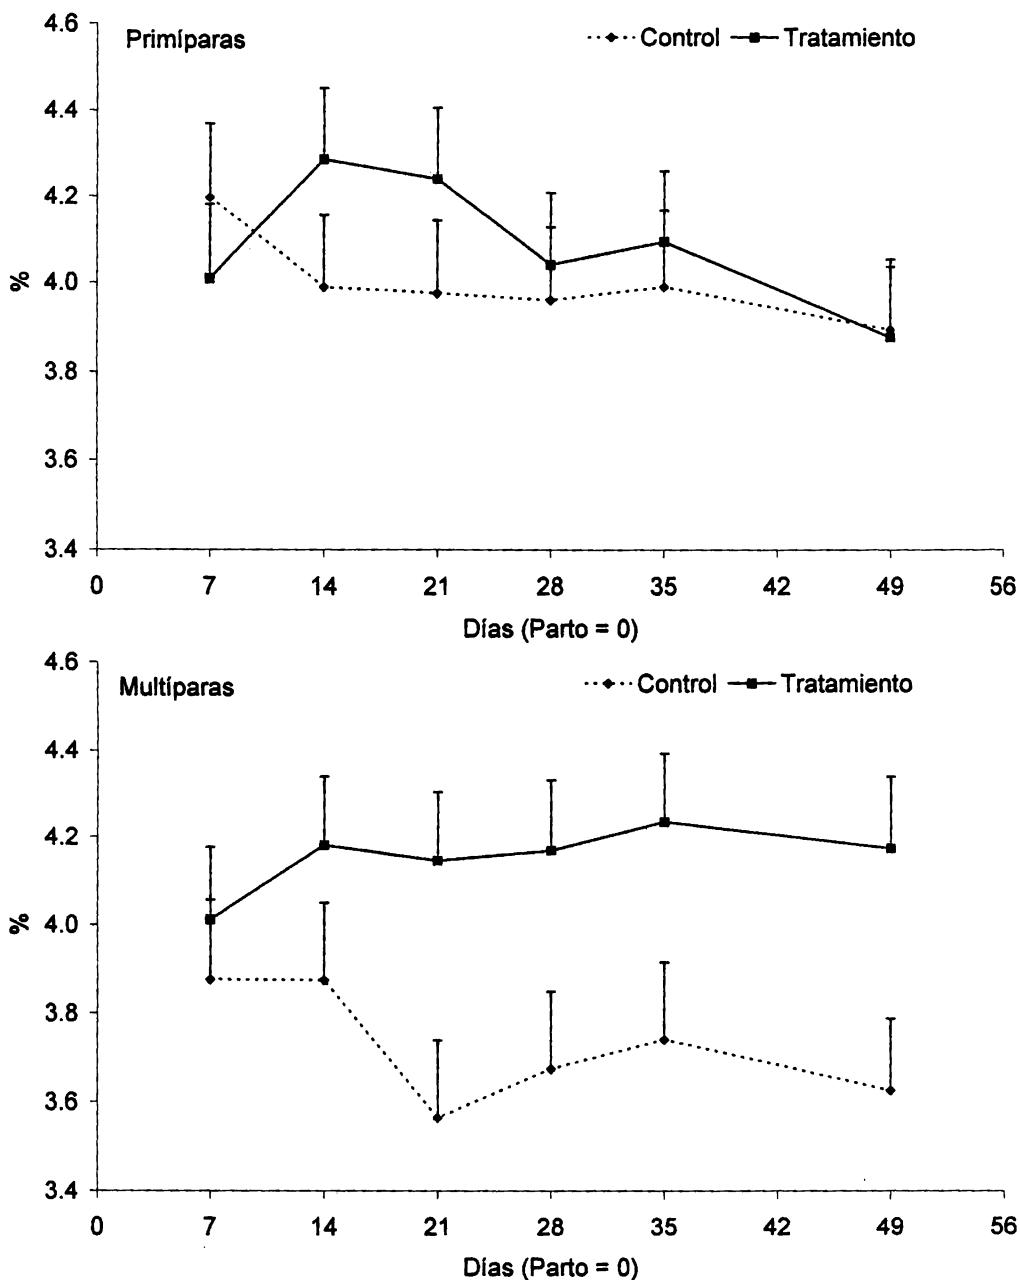 Primíparas
Control Tratamiento
4.6
4.4
4.2
4.0
3.8
3.6
3.4
%
0 7 14 21 28 35 42 49 56
Días (Parto = 0)
Multíparas
Control Tratamiento
4.6
4.4
4.2
4.0
3.8
3.6
3.4
%
0 7 14 21 28 35 42 49 56
Días (Parto = 0)